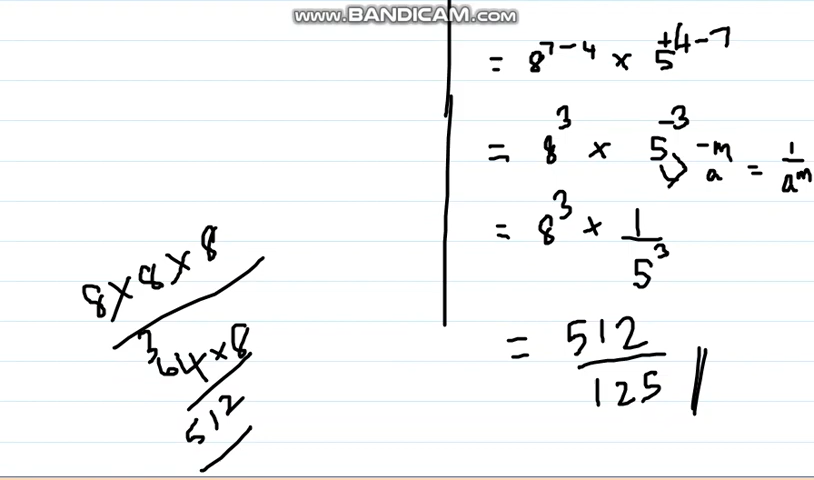 www.BANDICAM.com
= 8^{7-4} × 5^{+4-7}
= 8^3 × 5^{-3} a^{-m} = 1/a^m
= 8^3 × 1/5^3
= 512/125
8×8×8
^3 64×8
512